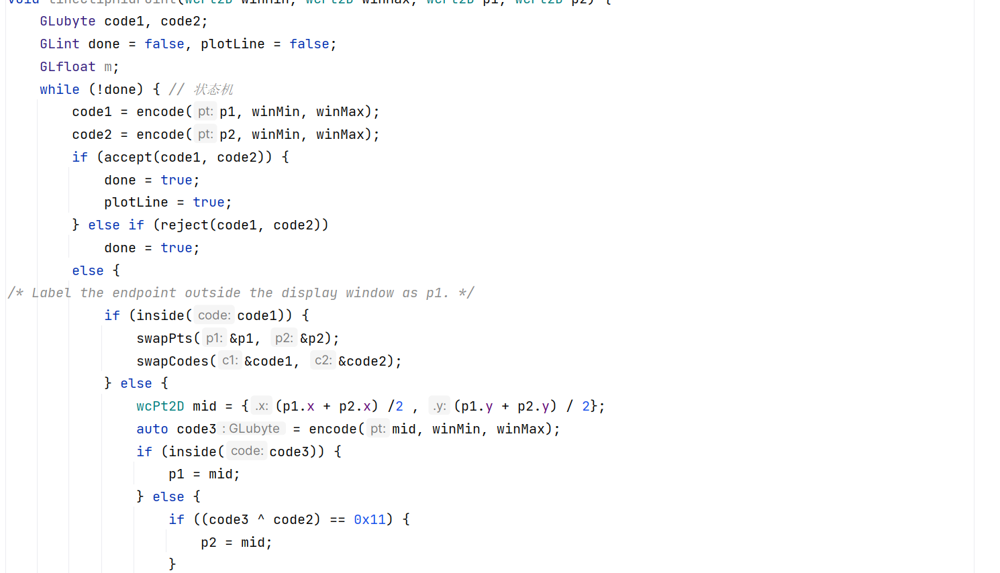 void lineClipMidPoint(wcPt2D winMin, wcPt2D winMax, wcPt2D p1, wcPt2D p2) {
GLubyte code1, code2;
GLint done = false, plotLine = false;
GLfloat m;
while (!done) { // 状态机
code1 = encode( pt: p1, winMin, winMax);
code2 = encode( pt: p2, winMin, winMax);
if (accept(code1, code2)) {
done = true;
plotLine = true;
} else if (reject(code1, code2))
done = true;
else {
/* Label the endpoint outside the display window as p1. */
if (inside( code: code1)) {
swapPts( p1: &p1, p2: &p2);
swapCodes( c1: &code1, c2: &code2);
} else {
wcPt2D mid = { .x: (p1.x + p2.x) /2 , .y: (p1.y + p2.y) / 2};
auto code3 : GLubyte = encode( pt: mid, winMin, winMax);
if (inside( code: code3)) {
p1 = mid;
} else {
if ((code3 ^ code2) == 0x11) {
p2 = mid;
}